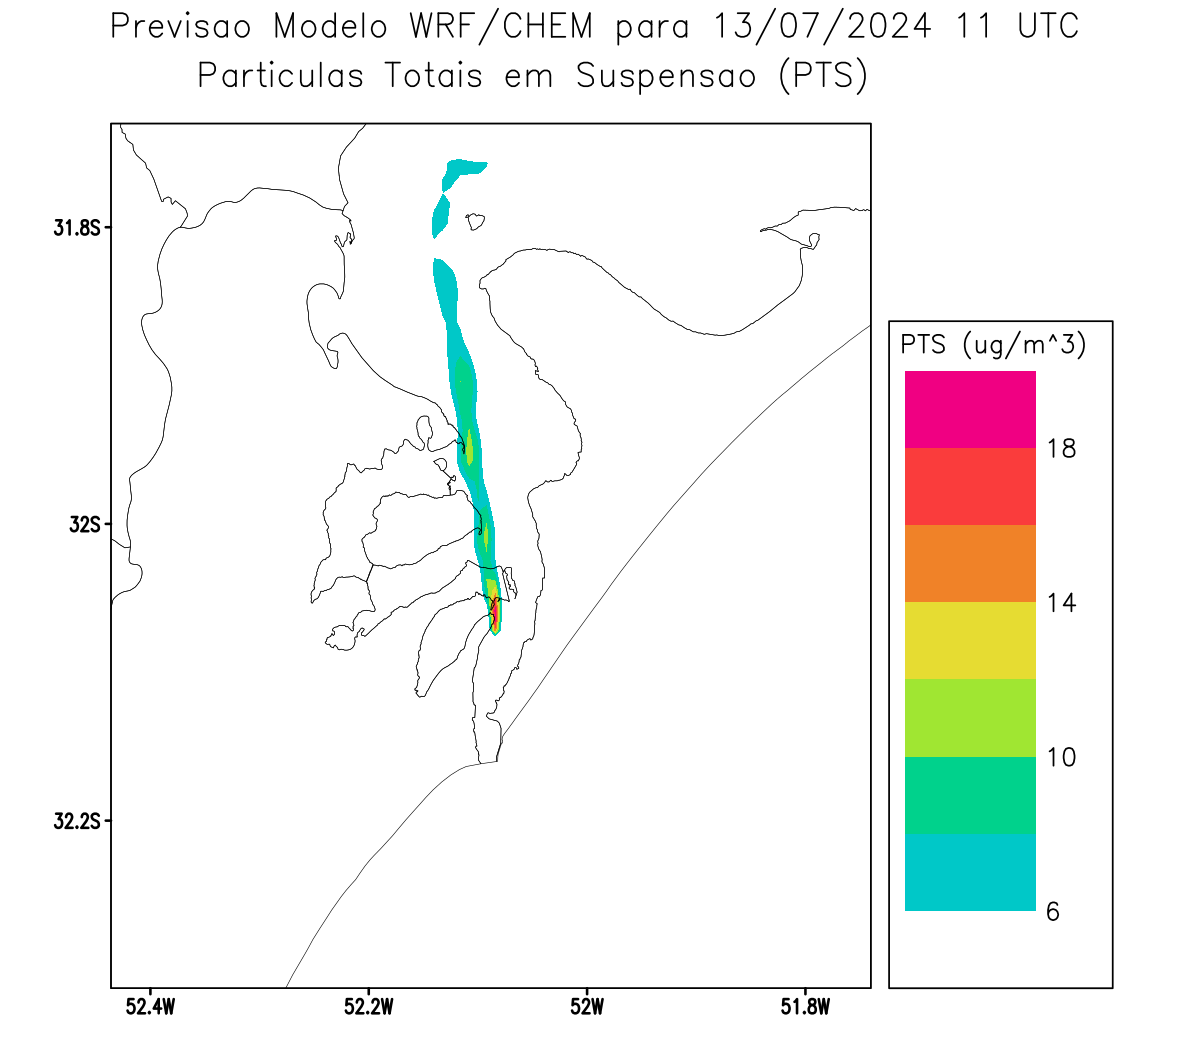 Previsao Modelo WRF/CHEM para 13/07/2024 11 UTC
Particulas Totais em Suspensao (PTS)
31.8S
32S
32.2S
52.4W 52.2W 52W 51.8W
PTS (ug/m^3)
18
14
10
6